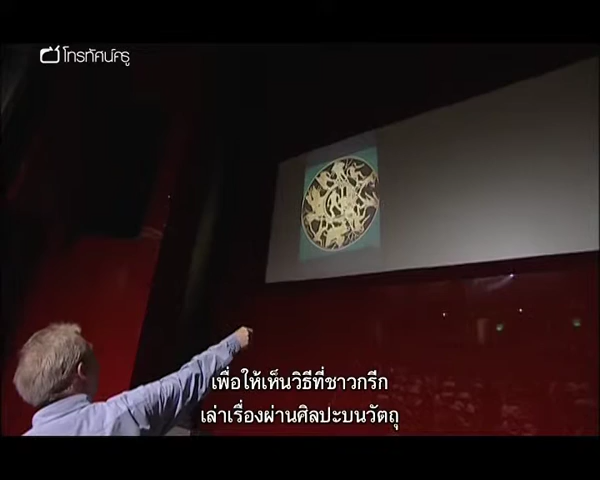 โทรทัศน์ครู
เพื่อให้เห็นวิธีที่ชาวกรีก
เล่าเรื่องผ่านศิลปะบนวัตถุ